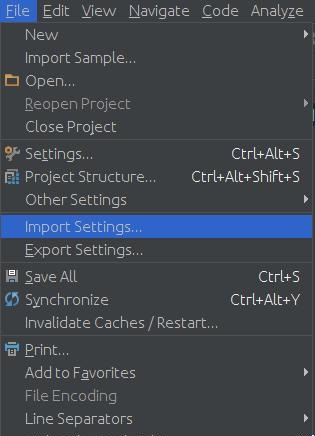 File Edit View Navigate Code Analyze
New
Import Sample...
Open...
Reopen Project
Close Project
Settings... Ctrl+Alt+S
Project Structure... Ctrl+Alt+Shift+S
Other Settings
Import Settings...
Export Settings...
Save All Ctrl+S
Synchronize Ctrl+Alt+Y
Invalidate Caches / Restart...
Print...
Add to Favorites
File Encoding
Line Separators